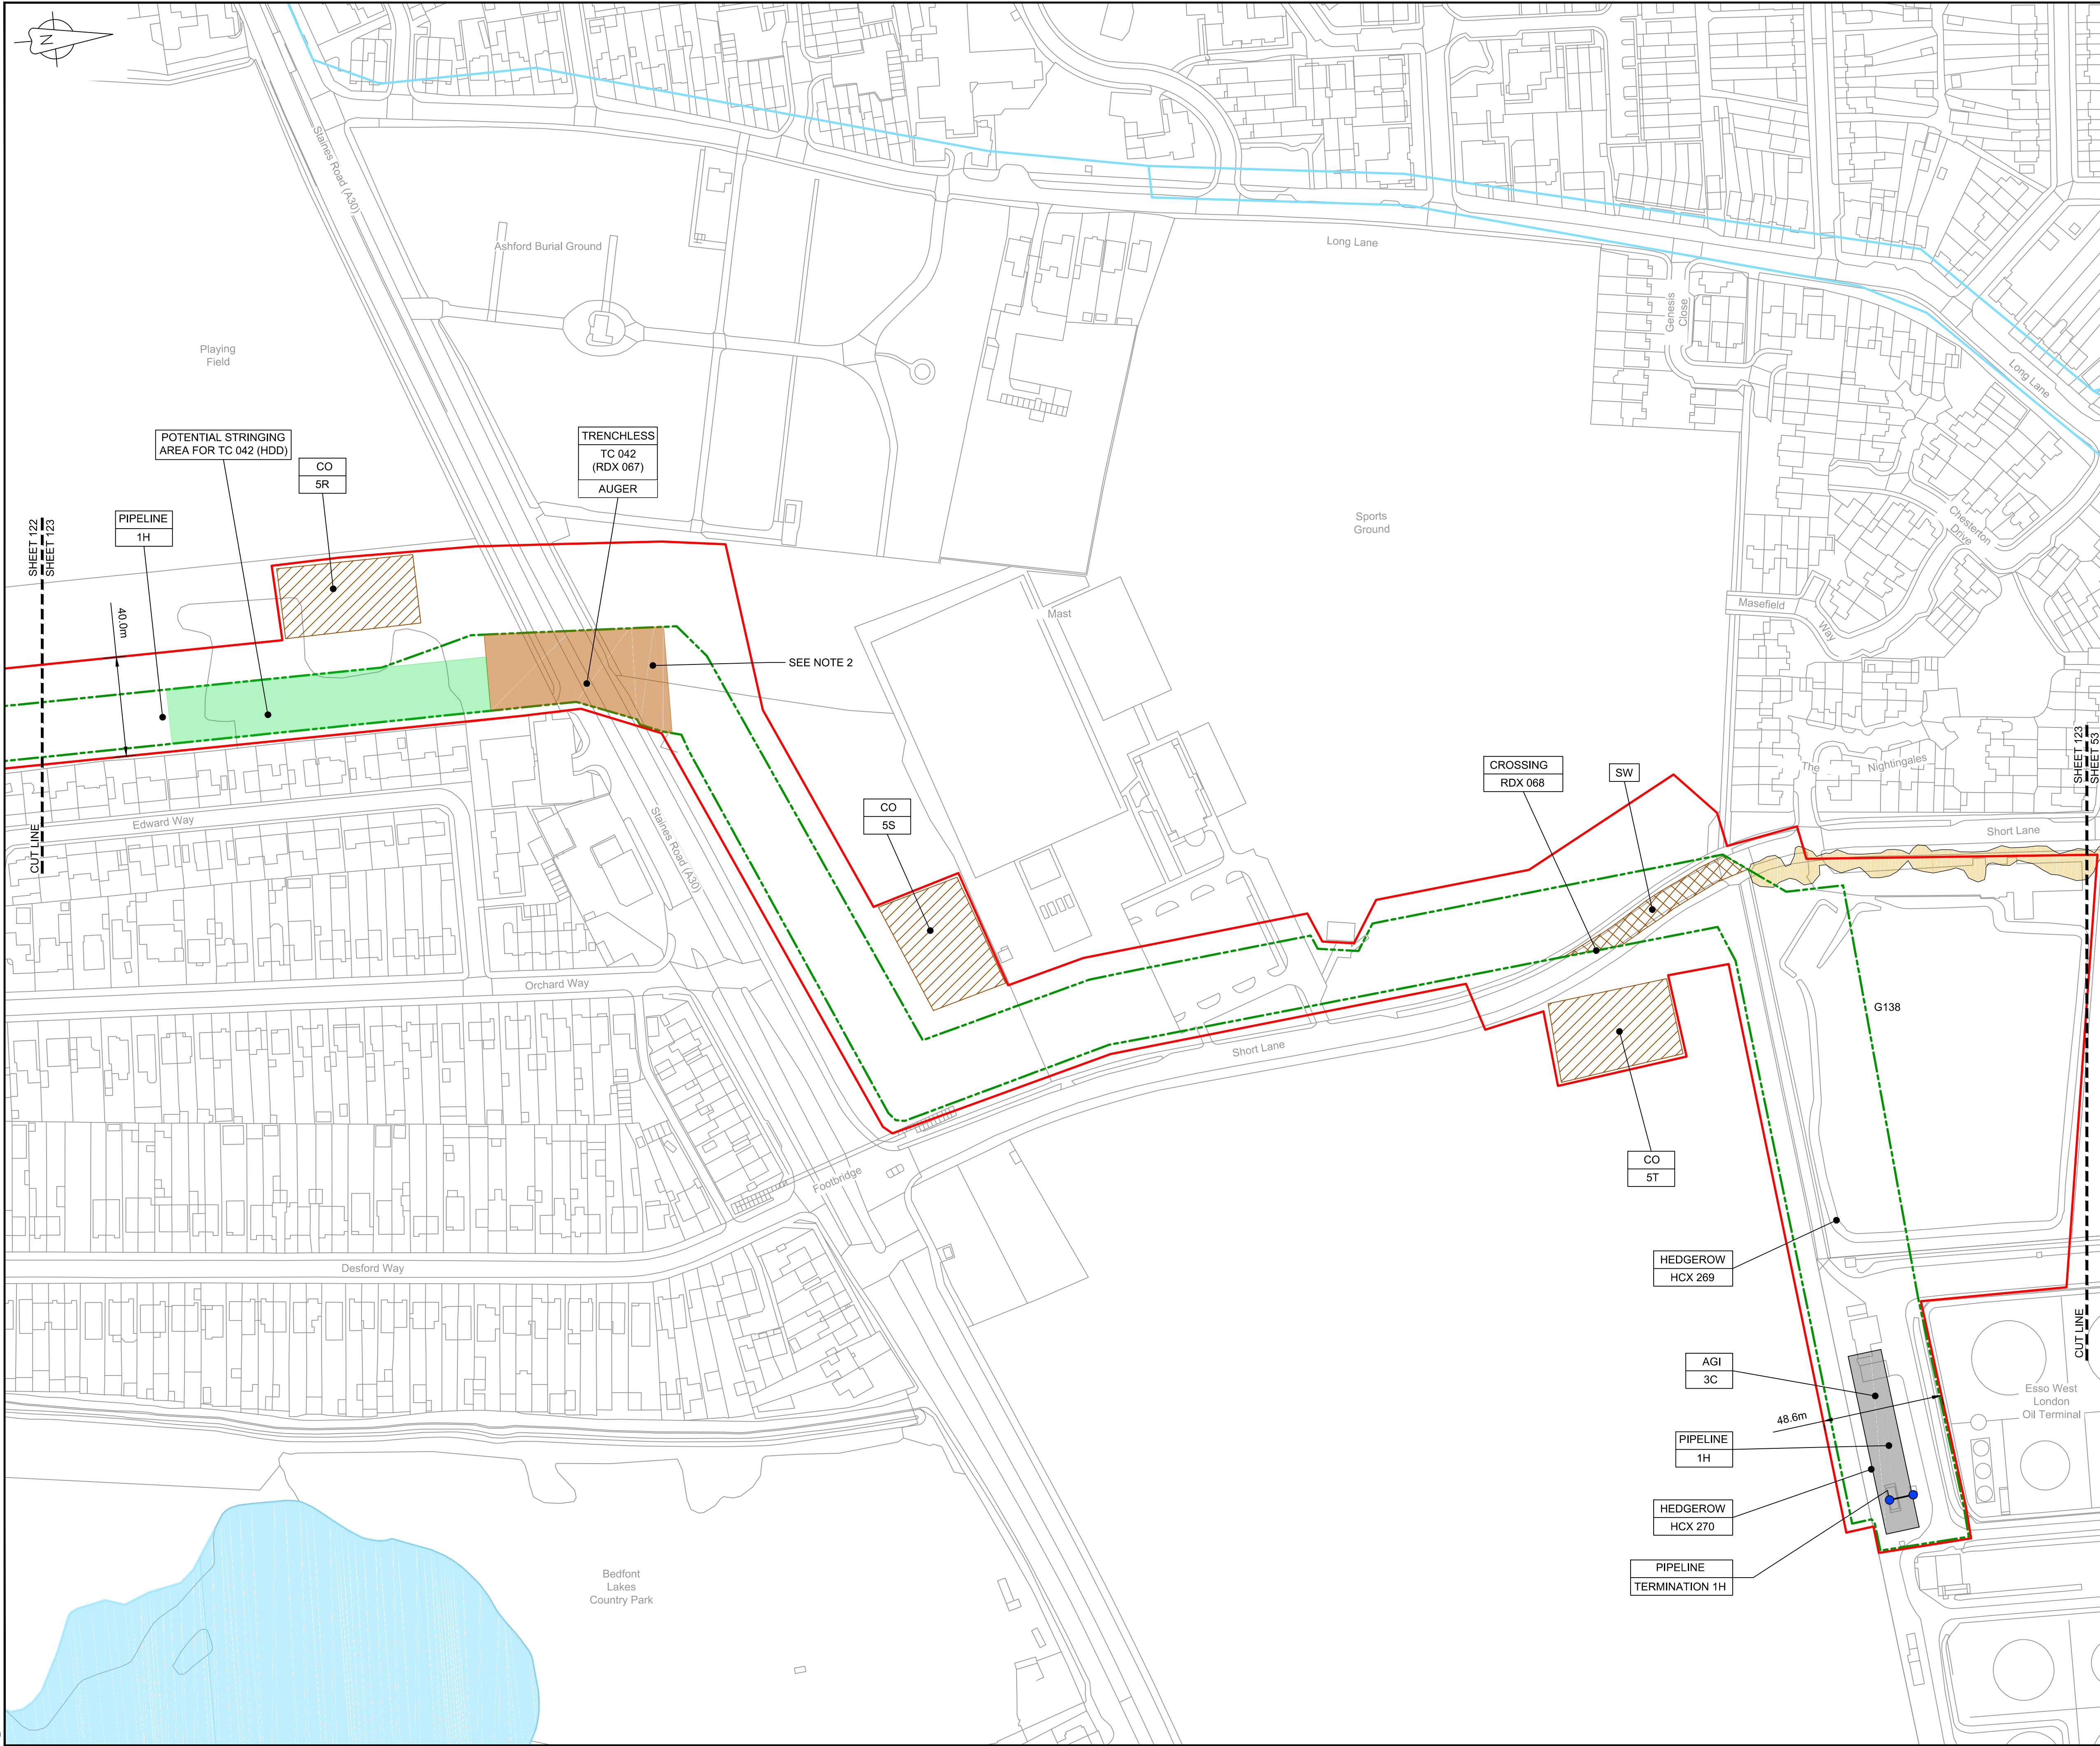 N
Staines Road (A30)
Ashford Burial Ground
Long Lane
Genesis
Close
Long Lane
Playing
Field
POTENTIAL STRINGING
AREA FOR TC 042 (HDD)
CO
5R
TRENCHLESS
TC 042
(RDX 067)
AUGER
PIPELINE
1H
SHEET 122
SHEET 123
40.0m
Sports
Ground
Chesterton
Drive
Mast
Masefield
Way
SEE NOTE 2
CO
5S
CROSSING
RDX 068
SW
The
Nightingales
SHEET 123
SHEET 53
Short Lane
Edward Way
CUT LINE
Staines Road (A30)
Orchard Way
G138
Short Lane
CO
5T
Footbridge
Desford Way
HEDGEROW
HCX 269
CUT LINE
AGI
3C
Esso West
London
Oil Terminal
48.6m
PIPELINE
1H
HEDGEROW
HCX 270
PIPELINE
TERMINATION 1H
Bedfont
Lakes
Country Park